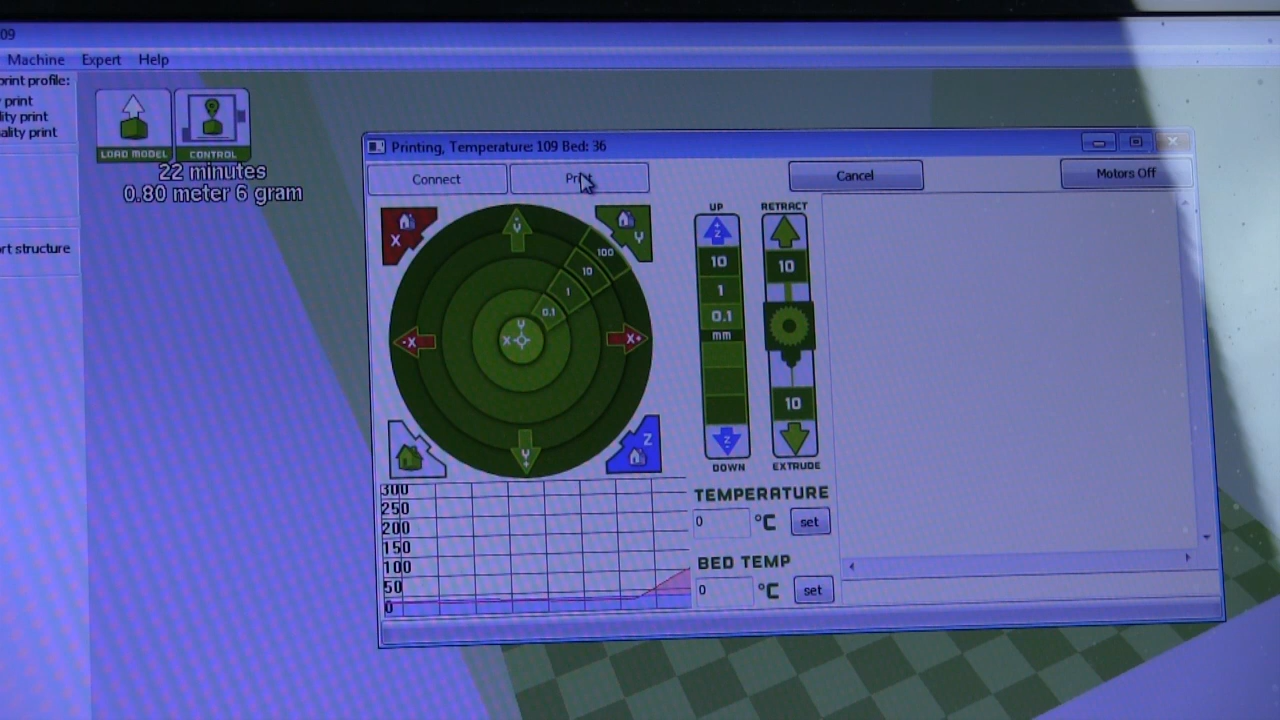 09
Machine Expert Help
print profile:
print
lity print
ality print
LOAD MODEL
CONTROL
22 minutes
0.80 meter 6 gram
rt structure
Printing, Temperature: 109 Bed: 36
Connect
Cancel
Motors Off
X
Y
Y
100
10
1
0.1
Y
X
-X
X+
Y
+
Z
UP
Z
10
1
0.1
mm
Z
DOWN
RETRACT
10
10
EXTRUDE
300
250
200
150
100
50
0
TEMPERATURE
0 °C set
BED TEMP
0 °C set